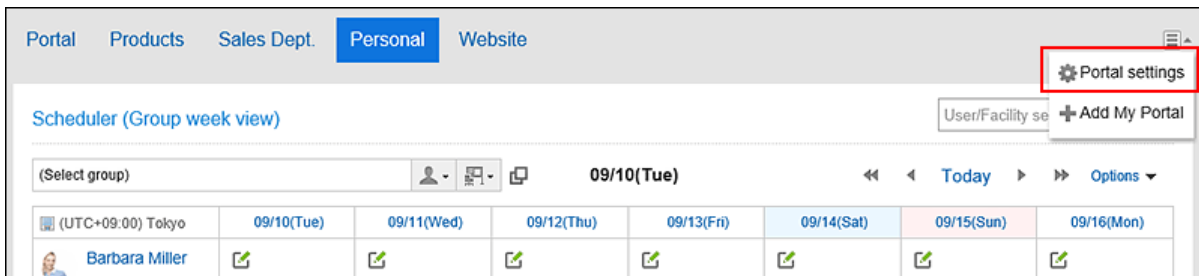 Portal Products Sales Dept. Personal Website
Portal settings
Add My Portal
Scheduler (Group week view)
User/Facility se
(Select group) 09/10(Tue) Today Options
(UTC+09:00) Tokyo 09/10(Tue) 09/11(Wed) 09/12(Thu) 09/13(Fri) 09/14(Sat) 09/15(Sun) 09/16(Mon)
Barbara Miller